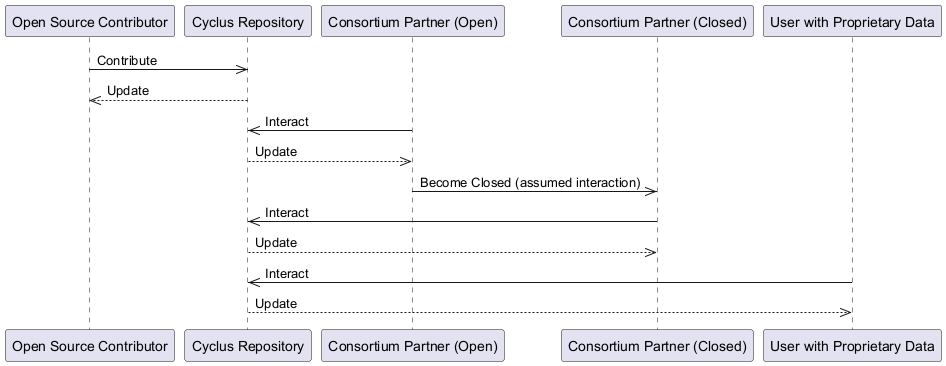 Open Source Contributor
Cyclus Repository
Consortium Partner (Open)
Consortium Partner (Closed)
User with Proprietary Data
Contribute
Update
Interact
Update
Become Closed (assumed interaction)
Interact
Update
Interact
Update
Open Source Contributor
Cyclus Repository
Consortium Partner (Open)
Consortium Partner (Closed)
User with Proprietary Data